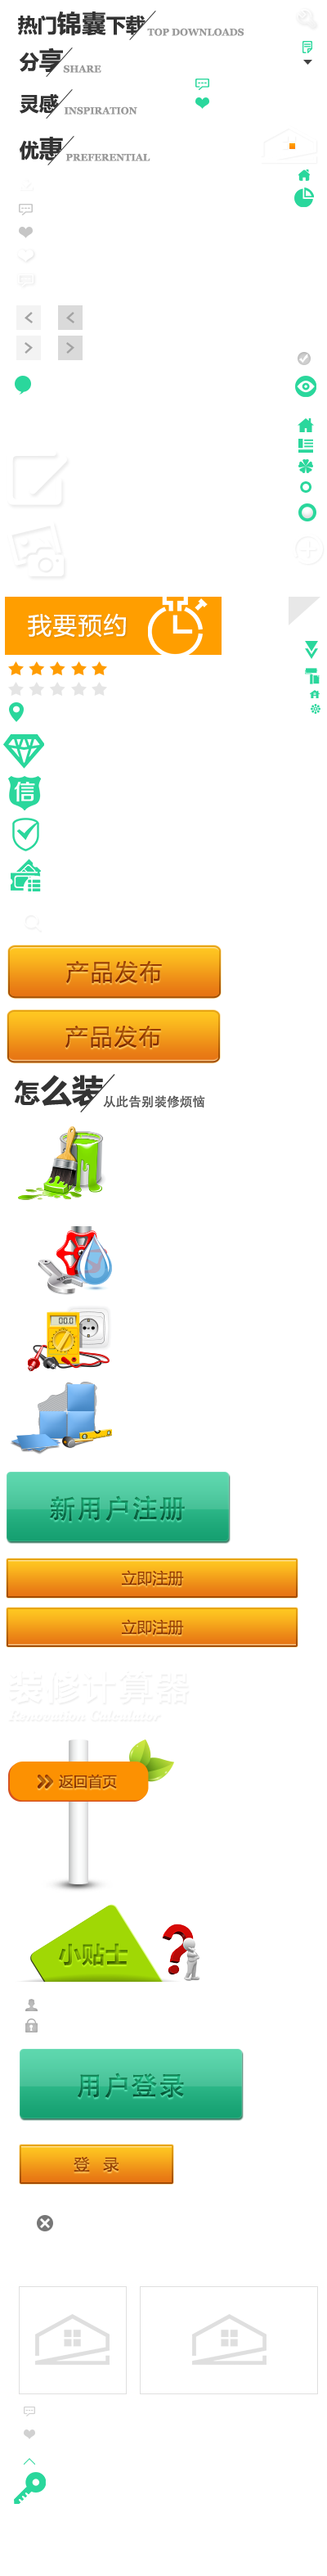 热门锦囊下载 TOP DOWNLOADS
分享 SHARE
灵感 INSPIRATION
优惠 PREFERENTIAL
我要预约
信
产品发布
产品发布
怎么装 从此告别装修烦恼
00.0
新用户注册
立即注册
立即注册
装修计算器
Renovation Calculator
返回首页
小贴士
?
用户登录
登 录